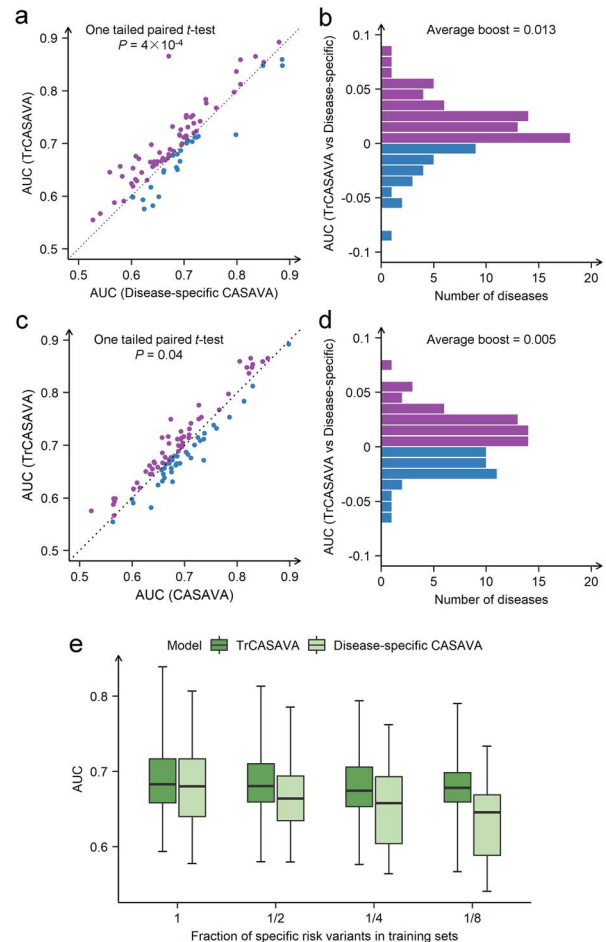 a
One tailed paired t-test
P = 4×10-4
AUC (TrCASAVA)
0.9
0.8
0.7
0.6
0.5
0.5 0.6 0.7 0.8 0.9
AUC (Disease-specific CASAVA)
b
Average boost = 0.013
AUC (TrCASAVA vs Disease-specific)
0.1
0.05
0
-0.05
-0.1
0 5 10 15 20
Number of diseases
c
One tailed paired t-test
P = 0.04
AUC (TrCASAVA)
0.9
0.8
0.7
0.6
0.5
0.5 0.6 0.7 0.8 0.9
AUC (CASAVA)
d
Average boost = 0.005
AUC (TrCASAVA vs Disease-specific)
0.1
0.05
0
-0.05
-0.1
0 5 10 15 20
Number of diseases
e
Model TrCASAVA Disease-specific CASAVA
AUC
0.8
0.7
0.6
1 1/2 1/4 1/8
Fraction of specific risk variants in training sets